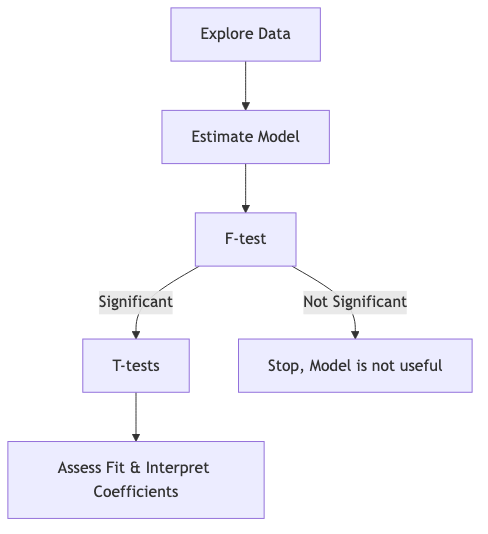 Explore Data
Estimate Model
F-test
Significant
Not Significant
T-tests
Stop, Model is not useful
Assess Fit & Interpret
Coefficients